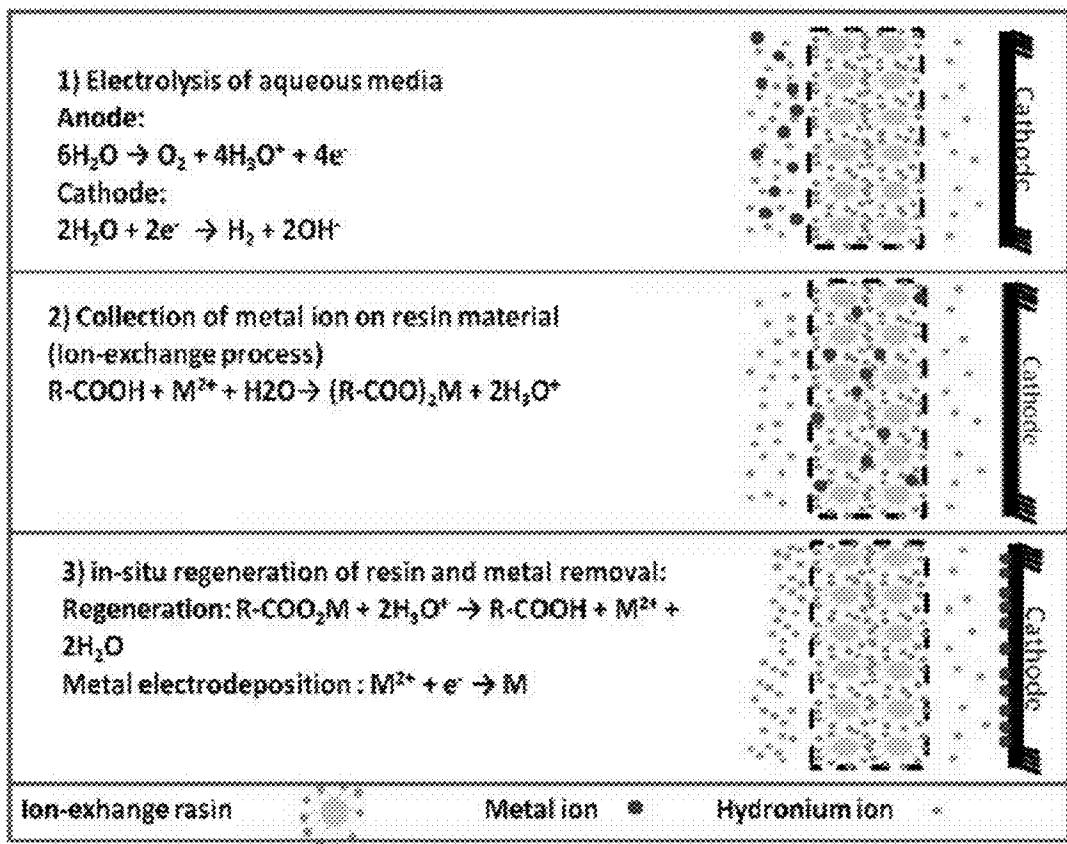 1) Electrolysis of aqueous media
Anode:
6H₂O → O₂ + 4H₃O⁺ + 4e⁻
Cathode:
2H₂O + 2e⁻ → H₂ + 2OH⁻
Cathode
2) Collection of metal ion on resin material
(Ion-exchange process)
R-COOH + M²⁺ + H2O→ (R-COO)₂M + 2H₃O⁺
Cathode
3) in-situ regeneration of resin and metal removal:
Regeneration: R-COO₂M + 2H₃O⁺ → R-COOH + M²⁺ +
2H₂O
Metal electrodeposition : M²⁺ + e⁻ → M
Cathode
Ion-exhange rasin Metal ion Hydronium ion